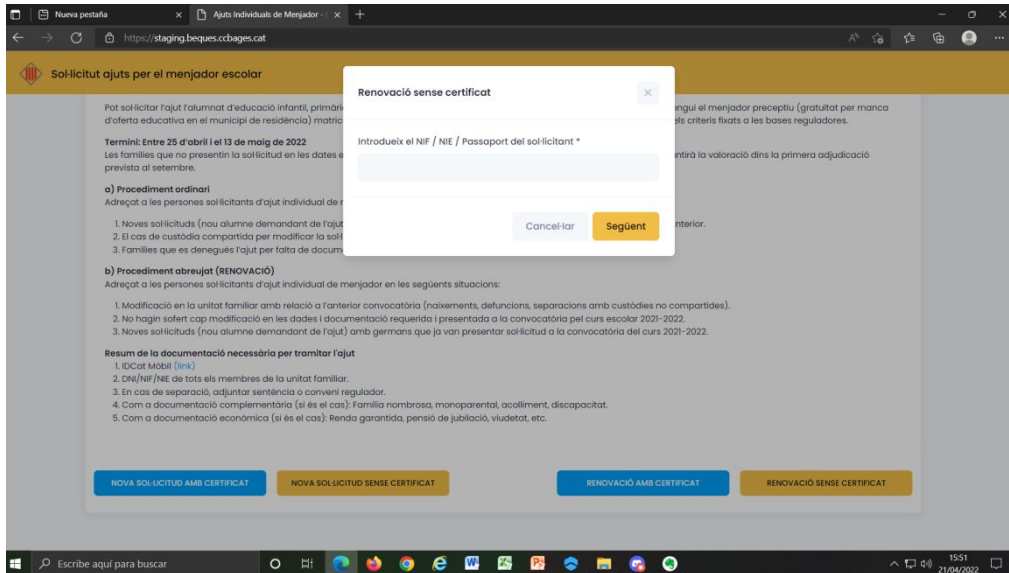 Nueva pestaña
Ajuts Individuals de Menjador -
https://staging.beques.ccbages.cat
Sol·licitut ajuts per el menjador escolar
Renovació sense certificat
Introdueix el NIF / NIE / Passaport del sol·licitant *
Cancel·lar
Següent
Pot sol·licitar l'ajut l'alumnat d'educació infantil, primàri
ngui el menjador preceptiu (gratuïtat per manca
d'oferta educativa en el municipi de residència) matric
els criteris fixats a les bases reguladores.
Termini: Entre 25 d'abril i el 13 de maig de 2022
Les famílies que no presentin la sol·licitud en les dates e
ntirà la valoració dins la primera adjudicació
prevista al setembre.
a) Procediment ordinari
Adreçat a les persones sol·licitants d'ajut individual de
1. Noves sol·licituds (nou alumne demandant de l'ajut
nterior.
2. El cas de custòdia compartida per modificar la sol·l
3. Famílies que es denegués l'ajut per falta de docum
b) Procediment abreujat (RENOVACIÓ)
Adreçat a les persones sol·licitants d'ajut individual de menjador en les següents situacions:
1. Modificació en la unitat familiar amb relació a l'anterior convocatòria (naixements, defuncions, separacions amb custòdies no compartides).
2. No hagin sofert cap modificació en les dades i documentació requerida i presentada a la convocatòria pel curs escolar 2021-2022.
3. Noves sol·licituds (nou alumne demandant de l'ajut) amb germans que ja van presentar sol·licitud a la convocatòria del curs 2021-2022.
Resum de la documentació necessària per tramitar l'ajut
1. IDCat Mòbil (link)
2. DNI/NIF/NIE de tots els membres de la unitat familiar.
3. En cas de separació, adjuntar sentència o conveni regulador.
4. Com a documentació complementària (si és el cas): Família nombrosa, monoparental, acolliment, discapacitat.
5. Com a documentació econòmica (si és el cas): Renda garantida, pensió de jubilació, viudetat, etc.
NOVA SOL·LICITUD AMB CERTIFICAT
NOVA SOL·LICITUD SENSE CERTIFICAT
RENOVACIÓ AMB CERTIFICAT
RENOVACIÓ SENSE CERTIFICAT
Escribe aquí para buscar
15:51
21/04/2022